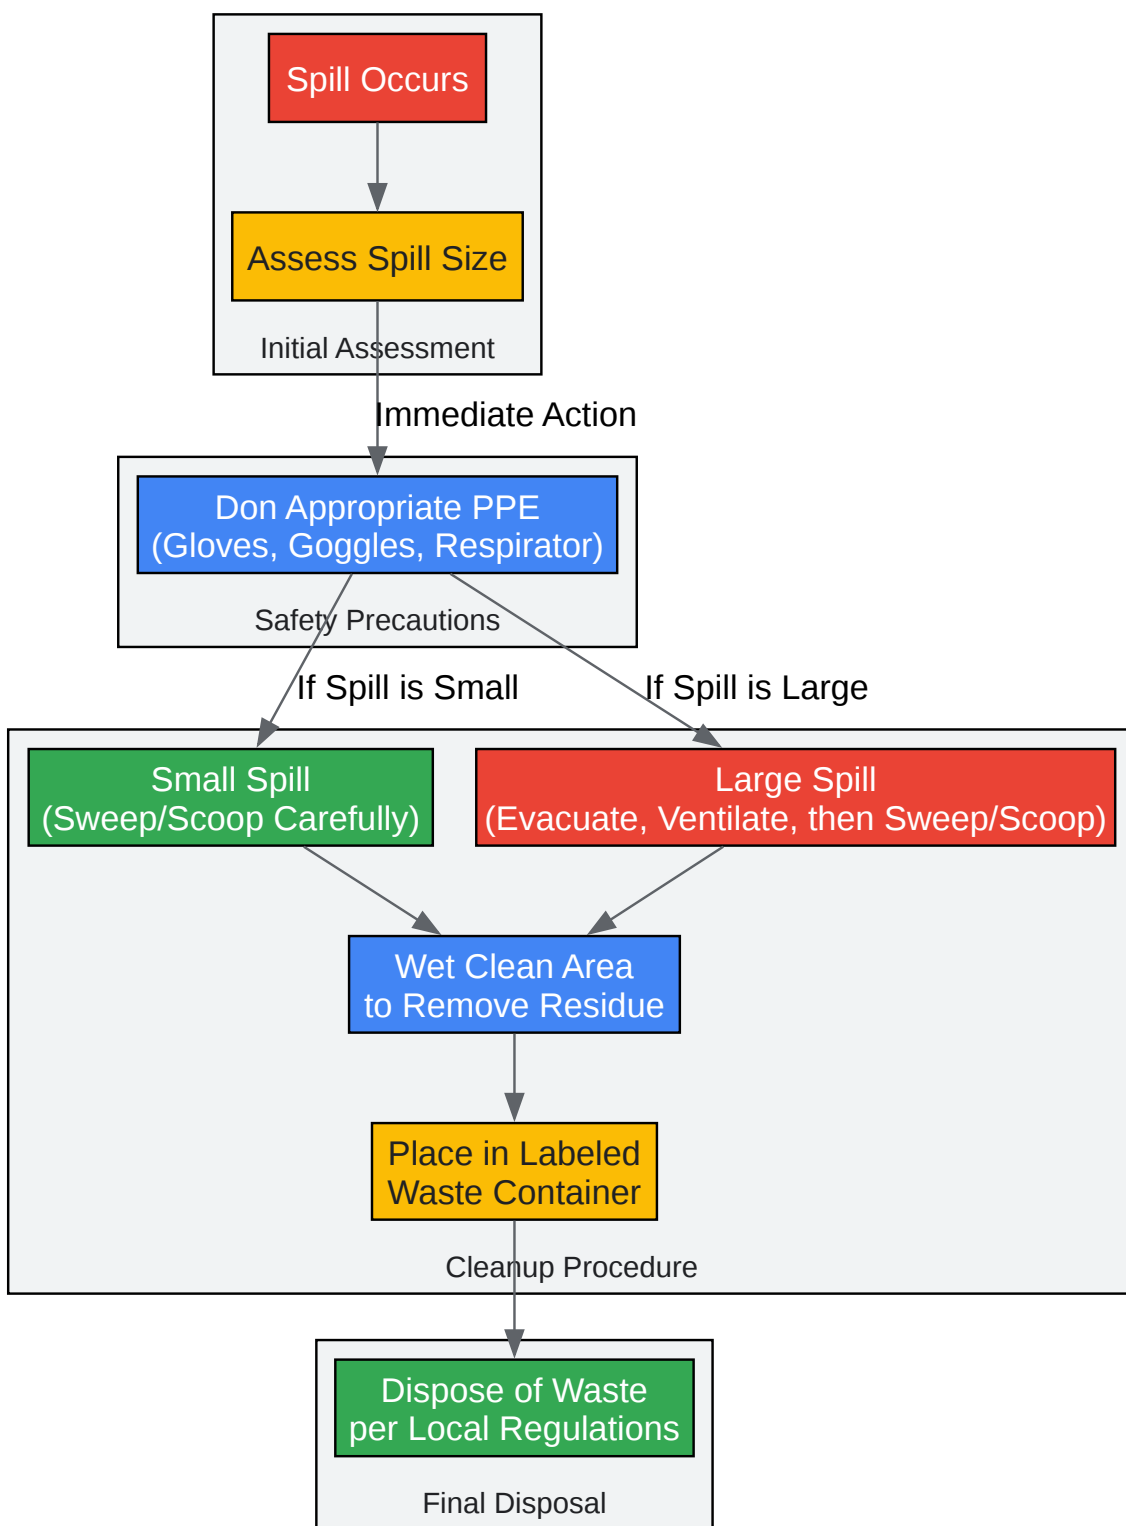 Spill Occurs
Assess Spill Size
Initial Assessment
Immediate Action
Don Appropriate PPE
(Gloves, Goggles, Respirator)
Safety Precautions
If Spill is Small
If Spill is Large
Small Spill
(Sweep/Scoop Carefully)
Large Spill
(Evacuate, Ventilate, then Sweep/Scoop)
Wet Clean Area
to Remove Residue
Place in Labeled
Waste Container
Cleanup Procedure
Dispose of Waste
per Local Regulations
Final Disposal